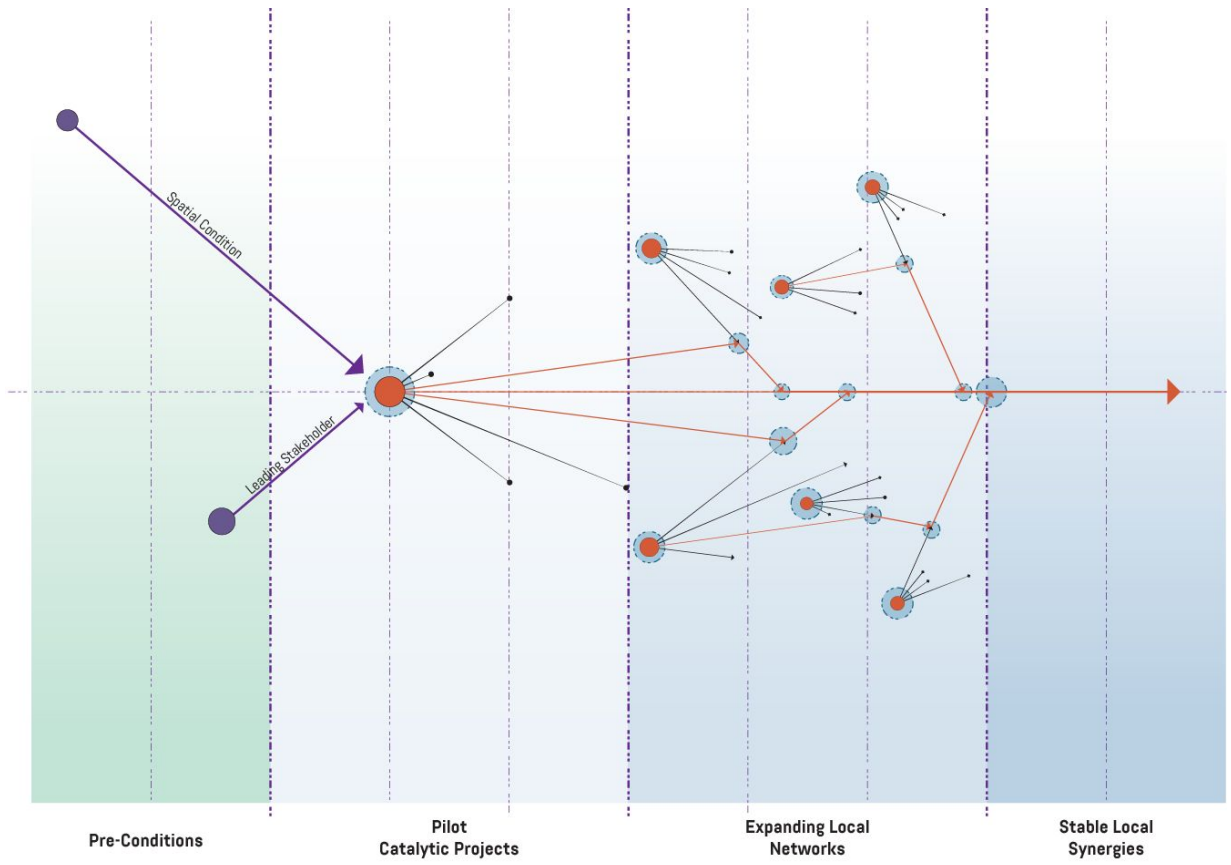 Spatial Condition
Leading Stakeholder
Pre-Conditions
Pilot
Catalytic Projects
Expanding Local
Networks
Stable Local
Synergies